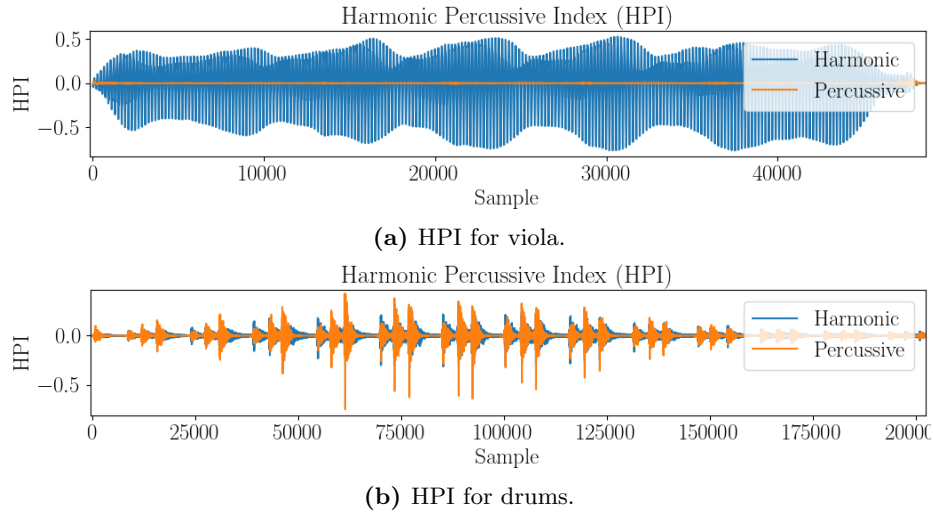 Harmonic Percussive Index (HPI)
0.5
0.0
−0.5
HPI
Harmonic
Percussive
0 10000 20000 30000 40000
Sample
(a) HPI for viola.
Harmonic Percussive Index (HPI)
0.0
−0.5
HPI
Harmonic
Percussive
0 25000 50000 75000 100000 125000 150000 175000 20000
Sample
(b) HPI for drums.